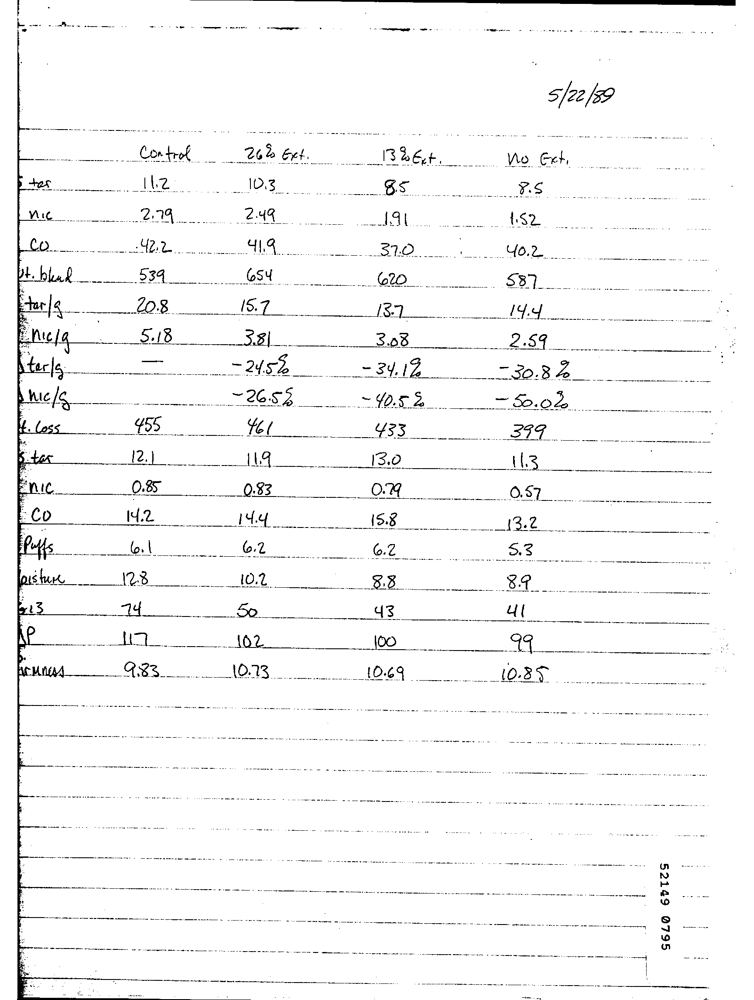 5/22/89
Control 26% Ext. 13% Ext. no Ext.
tar 11.2 10.3 8.5 8.5
nic 2.79 2.49 1.91 1.52
CO 42.2 41.9 37.0 40.2
t. blend 539 654 620 587
tar/g 20.8 15.7 13.7 14.4
nic/g 5.18 3.81 3.08 2.59
tar/g — -24.5% -34.1% -30.8%
nic/g -26.5% -40.5% -50.0%
t. loss 455 461 433 399
tar 12.1 11.9 13.0 11.3
nic 0.85 0.83 0.79 0.57
CO 14.2 14.4 15.8 13.2
Puffs 6.1 6.2 6.2 5.3
oisture 12.8 10.2 8.8 8.9
13 74 50 43 41
ΔP 117 102 100 99
irmness 9.83 10.73 10.69 10.85
52149 0795